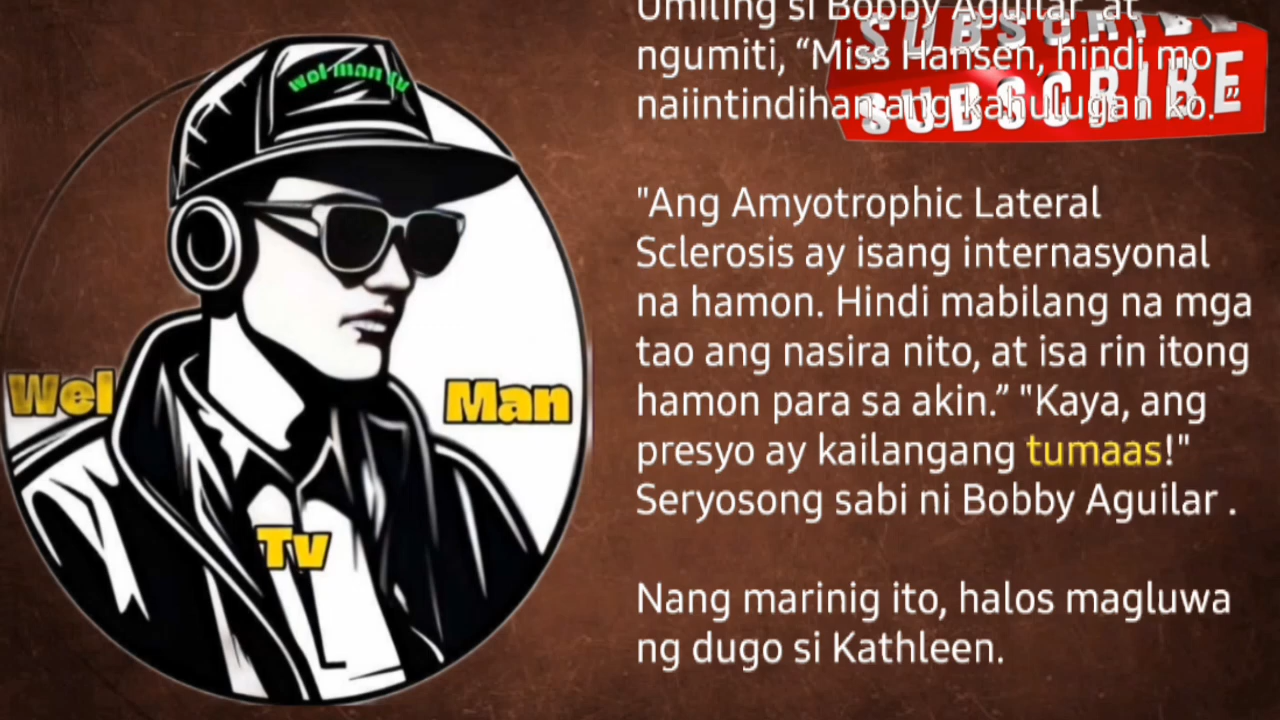 wel man tv
Wel
Man
Tv
Umiling si Bobby Aguilar at
ngumiti, “Miss Hansen, hindi mo
naiintindihan ang kahulugan ko.”
SUBSCRIBE
SUBSCRIBE
"Ang Amyotrophic Lateral
Sclerosis ay isang internasyonal
na hamon. Hindi mabilang na mga
tao ang nasira nito, at isa rin itong
hamon para sa akin.” "Kaya, ang
presyo ay kailangang tumaas!"
Seryosong sabi ni Bobby Aguilar .
Nang marinig ito, halos magluwa
ng dugo si Kathleen.